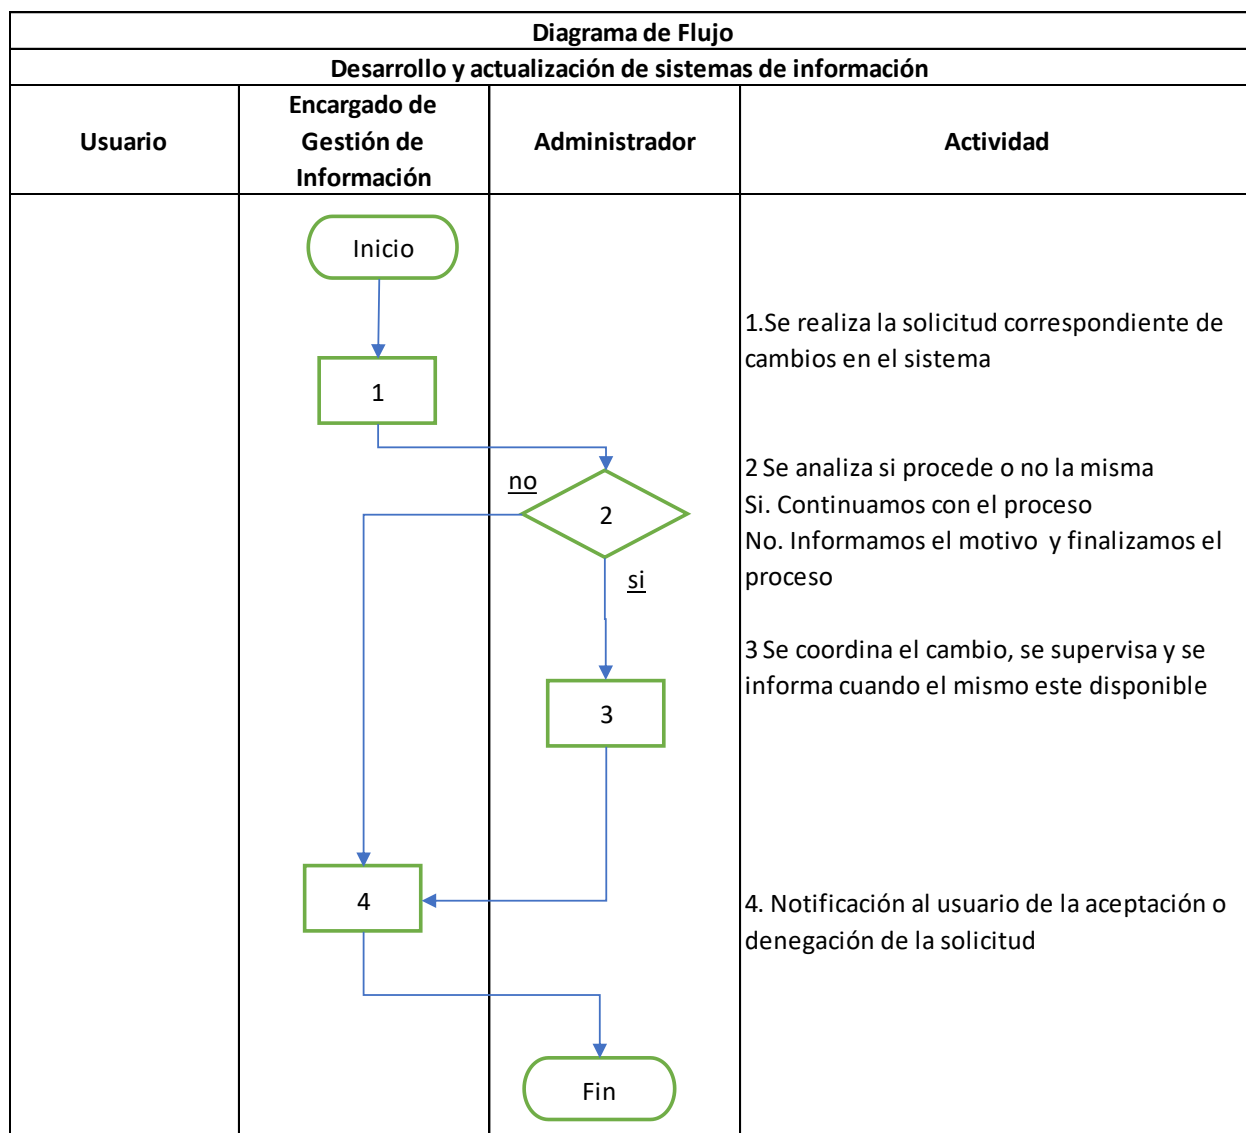 Diagrama de Flujo
Desarrollo y actualización de sistemas de información
Usuario
Encargado de
Gestión de
Información
Administrador
Actividad
Inicio
1.Se realiza la solicitud correspondiente de
cambios en el sistema
1
2 Se analiza si procede o no la misma
Si. Continuamos con el proceso
No. Informamos el motivo  y finalizamos el
proceso
no
2
si
3 Se coordina el cambio, se supervisa y se
informa cuando el mismo este disponible
3
4
4. Notificación al usuario de la aceptación o
denegación de la solicitud
Fin